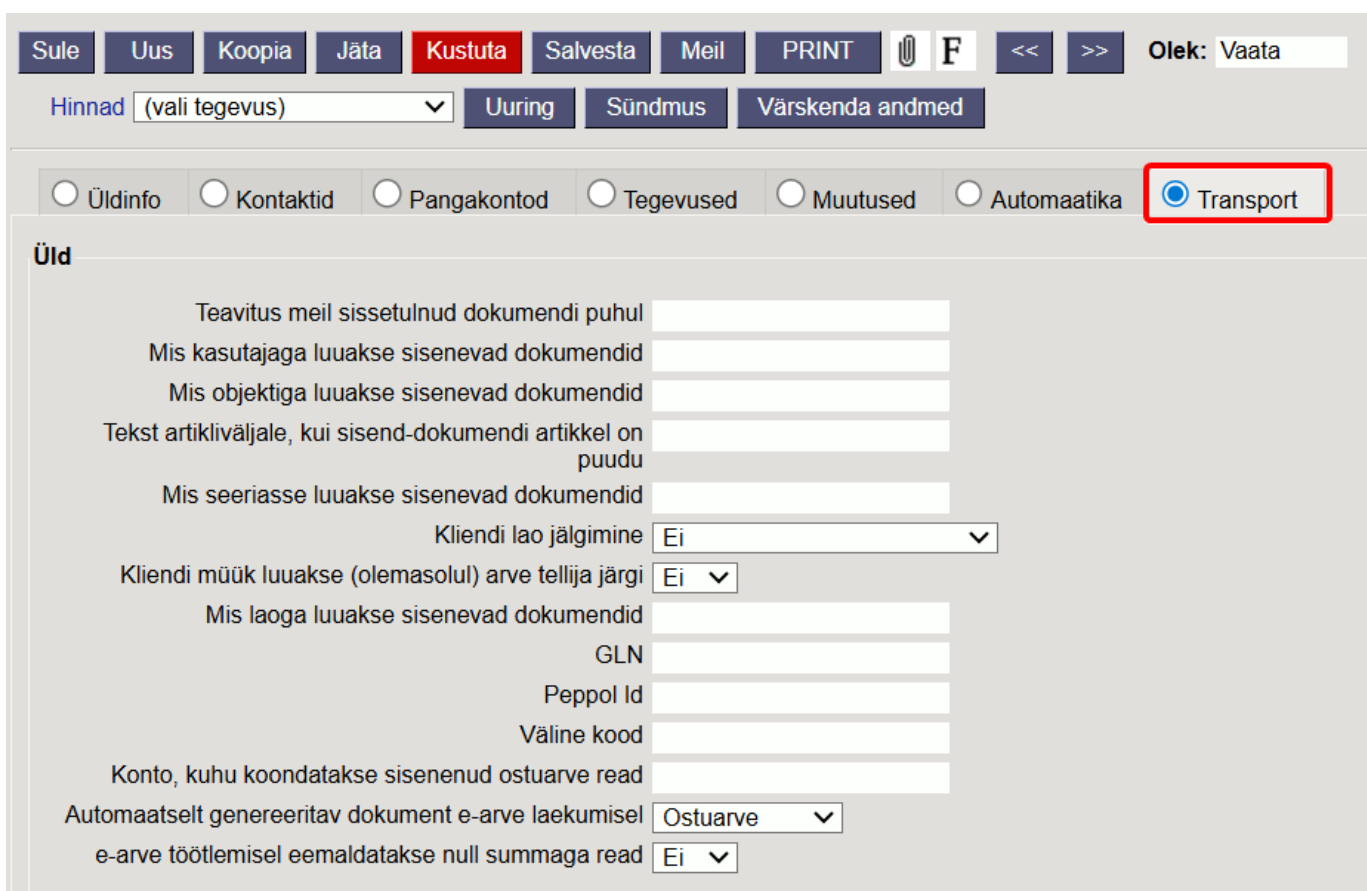 Sule Uus Koopia Jäta Kustuta Salvesta Meil PRINT F << >> Olek: Vaata
Hinnad (vali tegevus) Uuring Sündmus Värskenda andmed
Üldinfo Kontaktid Pangakontod Tegevused Muutused Automaatika Transport
Üld
Teavitus meil sissetulnud dokumendi puhul
Mis kasutajaga luuakse sisenevad dokumendid
Mis objektiga luuakse sisenevad dokumendid
Tekst artikliväljale, kui sisend-dokumendi artikkel on
puudu
Mis seeriasse luuakse sisenevad dokumendid
Kliendi lao jälgimine Ei
Kliendi müük luuakse (olemasolul) arve tellija järgi Ei
Mis laoga luuakse sisenevad dokumendid
GLN
Peppol Id
Väline kood
Konto, kuhu koondatakse sisenenud ostuarve read
Automaatselt genereeritav dokument e-arve laekumisel Ostuarve
e-arve töötlemisel eemaldatakse null summaga read Ei